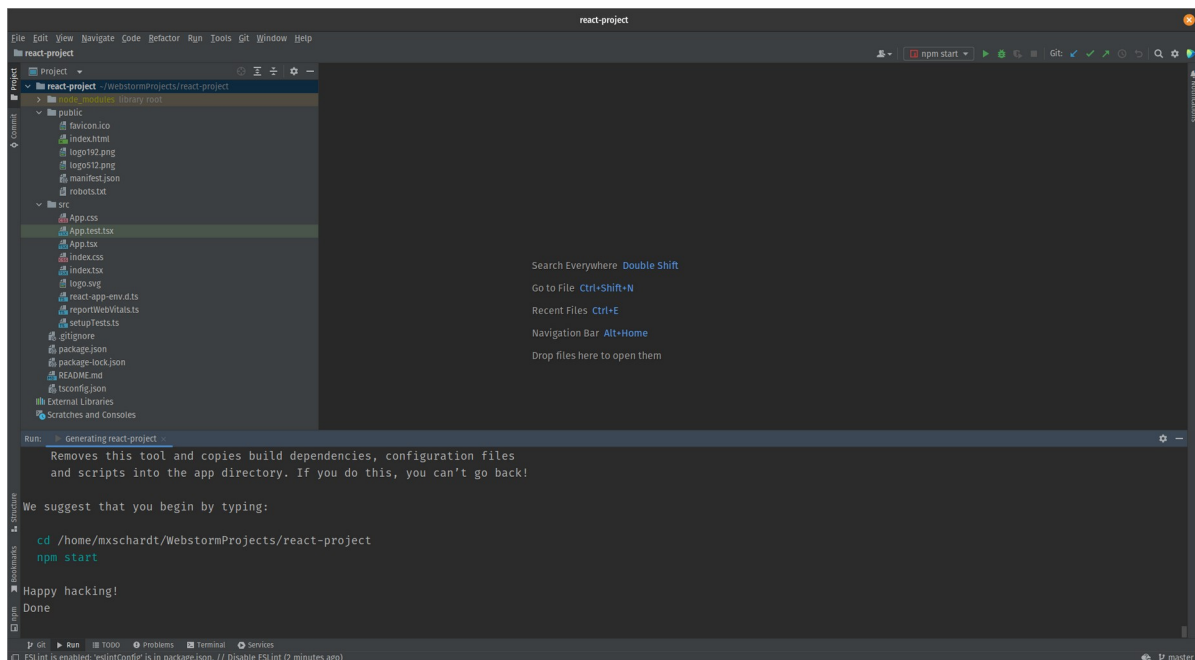 react-project
File Edit View Navigate Code Refactor Run Tools Git Window Help
react-project
npm start
Git:
Project
Project
Commit
Notifications
react-project ~/WebstormProjects/react-project
node_modules library root
public
favicon.ico
index.html
logo192.png
logo512.png
manifest.json
robots.txt
src
App.css
App.test.tsx
App.tsx
index.css
index.tsx
logo.svg
react-app-env.d.ts
reportWebVitals.ts
setupTests.ts
.gitignore
package.json
package-lock.json
README.md
tsconfig.json
External Libraries
Scratches and Consoles
Search Everywhere Double Shift
Go to File Ctrl+Shift+N
Recent Files Ctrl+E
Navigation Bar Alt+Home
Drop files here to open them
Run: Generating react-project
Removes this tool and copies build dependencies, configuration files
and scripts into the app directory. If you do this, you can’t go back!
We suggest that you begin by typing:
cd /home/mxschardt/WebstormProjects/react-project
npm start
Happy hacking!
Done
Structure
Bookmarks
npm
Git Run TODO Problems Terminal Services
ESLint is enabled: 'eslintConfig' is in package.json. // Disable ESLint (2 minutes ago)
master